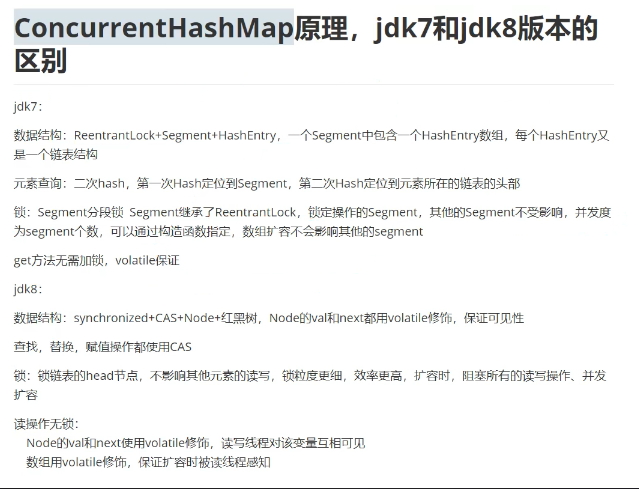 ConcurrentHashMap原理，jdk7和jdk8版本的
区别
jdk7：
数据结构：ReentrantLock+Segment+HashEntry，一个Segment中包含一个HashEntry数组，每个HashEntry又
是一个链表结构
元素查询：二次hash，第一次Hash定位到Segment，第二次Hash定位到元素所在的链表的头部
锁：Segment分段锁 Segment继承了ReentrantLock，锁定操作的Segment，其他的Segment不受影响，并发度
为segment个数，可以通过构造函数指定，数组扩容不会影响其他的segment
get方法无需加锁，volatile保证
jdk8：
数据结构：synchronized+CAS+Node+红黑树，Node的val和next都用volatile修饰，保证可见性
查找，替换，赋值操作都使用CAS
锁：锁链表的head节点，不影响其他元素的读写，锁粒度更细，效率更高，扩容时，阻塞所有的读写操作、并发
扩容
读操作无锁：
Node的val和next使用volatile修饰，读写线程对该变量互相可见
数组用volatile修饰，保证扩容时被读线程感知